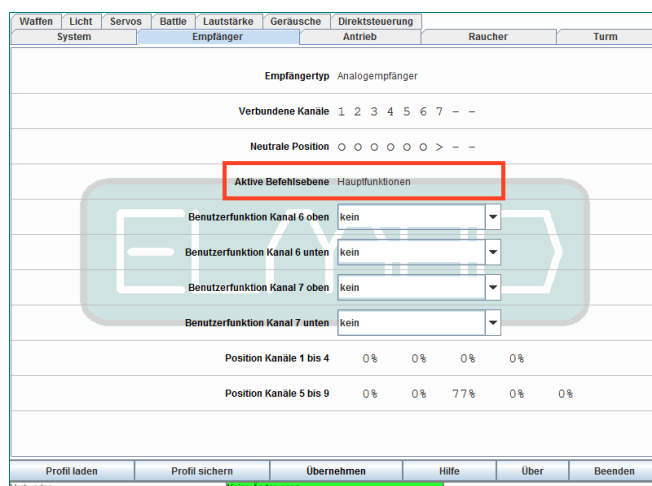 Waffen Licht Servos Battle Lautstärke Geräusche Direktsteuerung
System Empfänger Antrieb Raucher Turm
Empfängertyp Analogempfänger
Verbundene Kanäle 1 2 3 4 5 6 7 - -
Neutrale Position O O O O O O > - -
Aktive Befehlsebene Hauptfunktionen
Benutzerfunktion Kanal 6 oben kein
Benutzerfunktion Kanal 6 unten kein
Benutzerfunktion Kanal 7 oben kein
Benutzerfunktion Kanal 7 unten kein
Position Kanäle 1 bis 4 0% 0% 0% 0%
Position Kanäle 5 bis 9 0% 0% 77% 0% 0%
Profil laden Profil sichern Übernehmen Hilfe Über Beenden